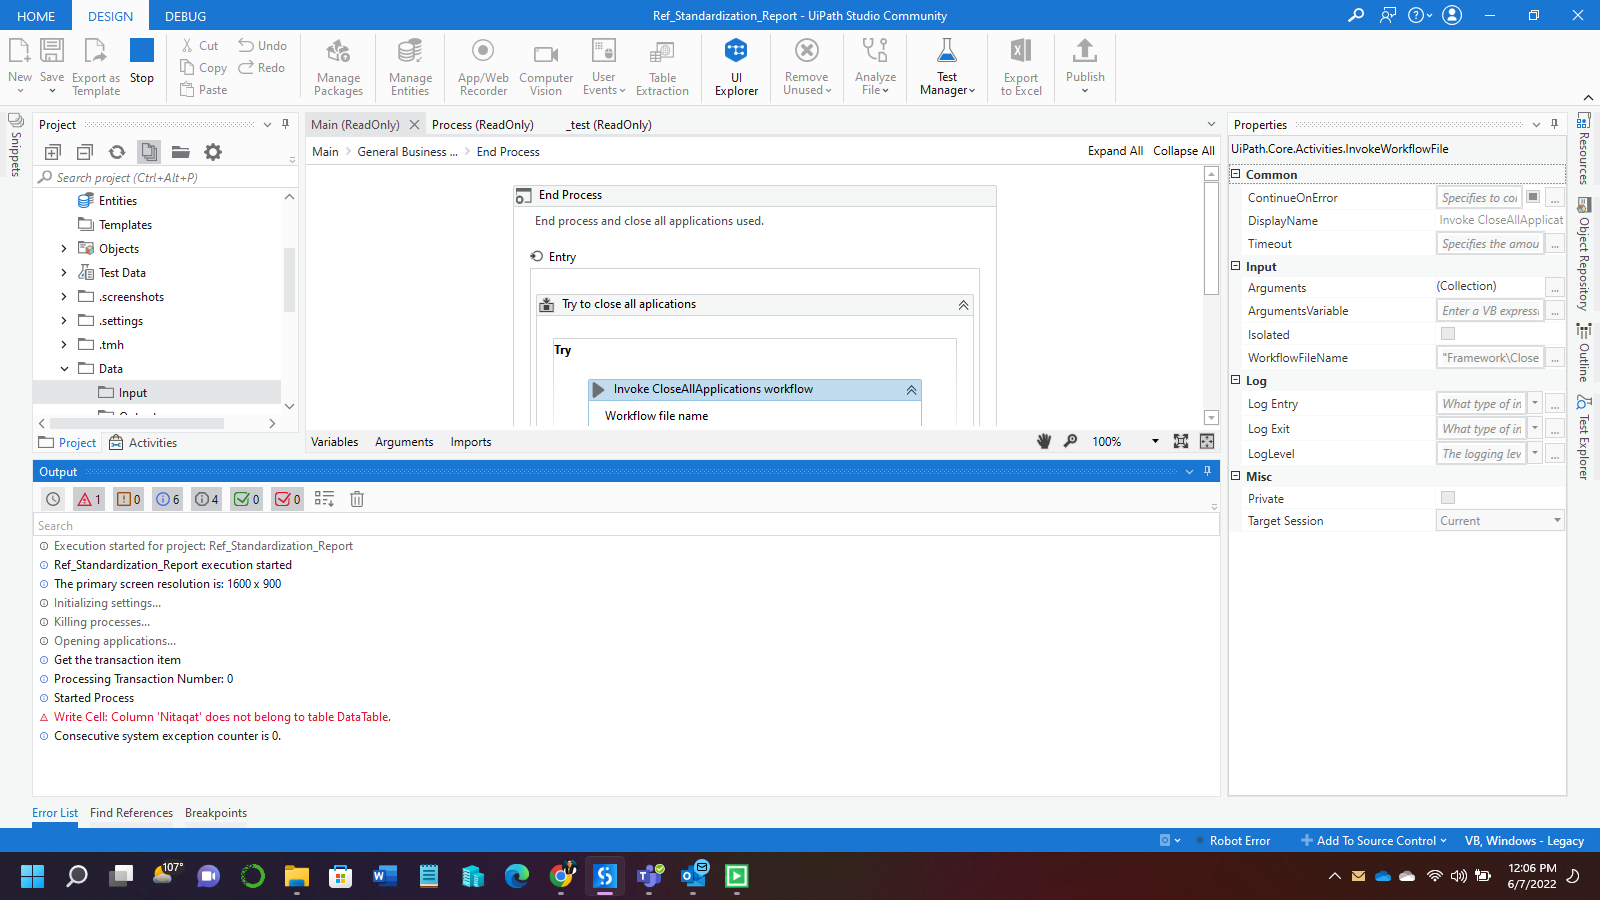 HOME DESIGN DEBUG Ref_Standardization_Report - UiPath Studio Community
New Save Export as Template Stop Cut Copy Paste Undo Redo Manage Packages Manage Entities App/Web Recorder Computer Vision User Events Table Extraction UI Explorer Remove Unused Analyze File Test Manager Export to Excel Publish
Snippets
Project
Search project (Ctrl+Alt+P)
Entities
Templates
Objects
Test Data
.screenshots
.settings
.tmh
Data
Input
Project Activities
Main (ReadOnly) Process (ReadOnly) _test (ReadOnly)
Main > General Business ... > End Process Expand All Collapse All
End Process
End process and close all applications used.
Entry
Try to close all aplications
Try
Invoke CloseAllApplications workflow
Workflow file name
Variables Arguments Imports 100%
Properties
UiPath.Core.Activities.InvokeWorkflowFile
Common
ContinueOnError Specifies to co ...
DisplayName Invoke CloseAllApplicat
Timeout Specifies the amou ...
Input
Arguments (Collection) ...
ArgumentsVariable Enter a VB express ...
Isolated
WorkflowFileName "Framework\Close ...
Log
Log Entry What type of in ...
Log Exit What type of in ...
LogLevel The logging lev ...
Misc
Private
Target Session Current
Resources
Object Repository
Outline
Test Explorer
Output
1 0 6 4 0 0
Search
Execution started for project: Ref_Standardization_Report
Ref_Standardization_Report execution started
The primary screen resolution is: 1600 x 900
Initializing settings...
Killing processes...
Opening applications...
Get the transaction item
Processing Transaction Number: 0
Started Process
Write Cell: Column 'Nitaqat' does not belong to table DataTable.
Consecutive system exception counter is 0.
Error List Find References Breakpoints
Robot Error Add To Source Control VB, Windows - Legacy
107°
12:06 PM
6/7/2022